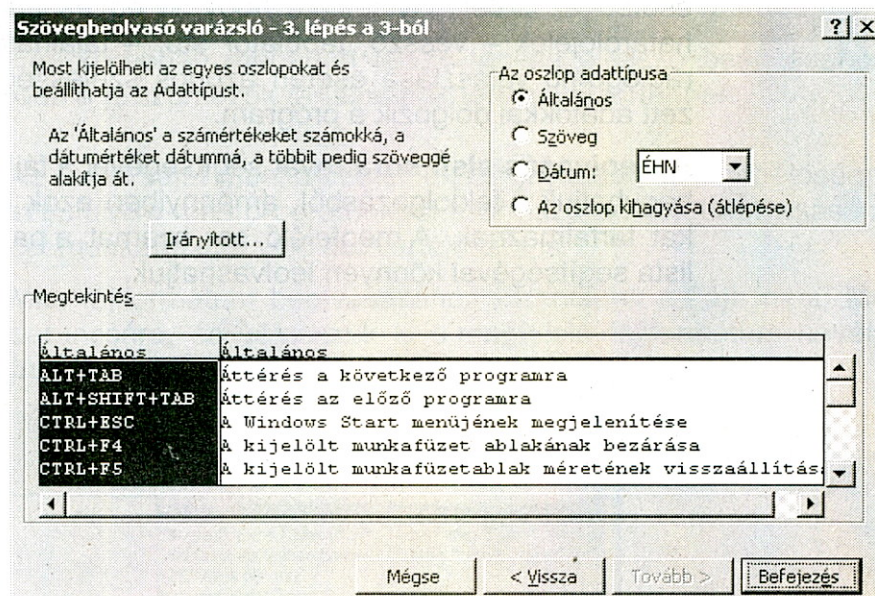 Szövegbeolvasó varázsló - 3. lépés a 3-ból
Most kijelölheti az egyes oszlopokat és
beállíthatja az Adattípust.
Az 'Általános' a számértékeket számokká, a
dátumértéket dátummá, a többit pedig szöveggé
alakítja át.
Irányított...
Az oszlop adattípusa
Általános
Szöveg
Dátum: ÉHN
Az oszlop kihagyása (átlépése)
Megtekintés
Általános Általános
ALT+TAB Áttérés a következő programra
ALT+SHIFT+TAB Áttérés az előző programra
CTRL+ESC A Windows Start menüjének megjelenítése
CTRL+F4 A kijelölt munkafüzet ablakának bezárása
CTRL+F5 A kijelölt munkafüzetablak méretének visszaállítás
Mégse < Vissza Tovább > Befejezés